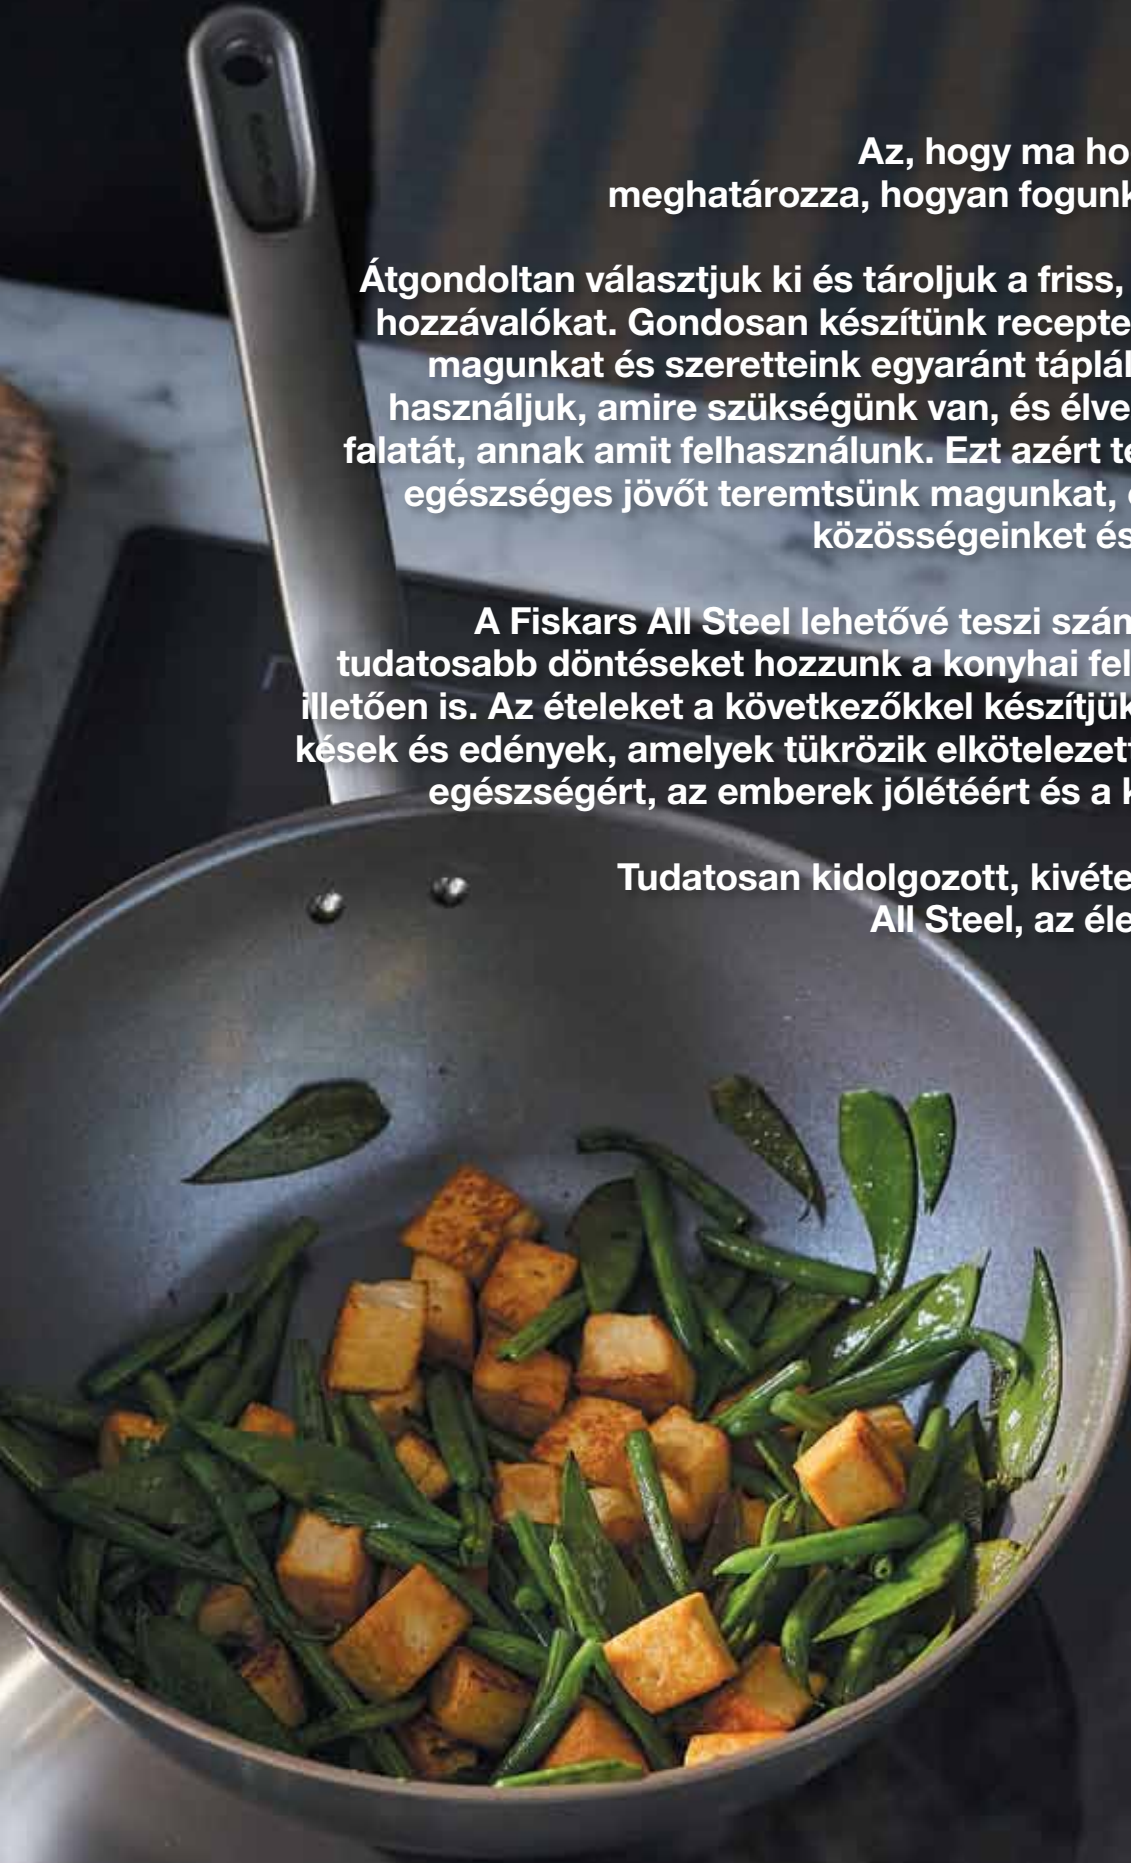 Az, hogy ma ho
meghatározza, hogyan fogunk
Átgondoltan választjuk ki és tároljuk a friss,
hozzávalókat. Gondosan készítünk recepte
magunkat és szeretteink egyaránt táplál
használjuk, amire szükségünk van, és élve
falatát, annak amit felhasználunk. Ezt azért te
egészséges jövőt teremtsünk magunkat,
közösségeinket és
A Fiskars All Steel lehetővé teszi szám
tudatosabb döntéseket hozzunk a konyhai fel
illetően is. Az ételeket a következőkkel készítjük
kések és edények, amelyek tükrözik elkötelezett
egészségért, az emberek jólétéért és a k
Tudatosan kidolgozott, kivéte
All Steel, az éle